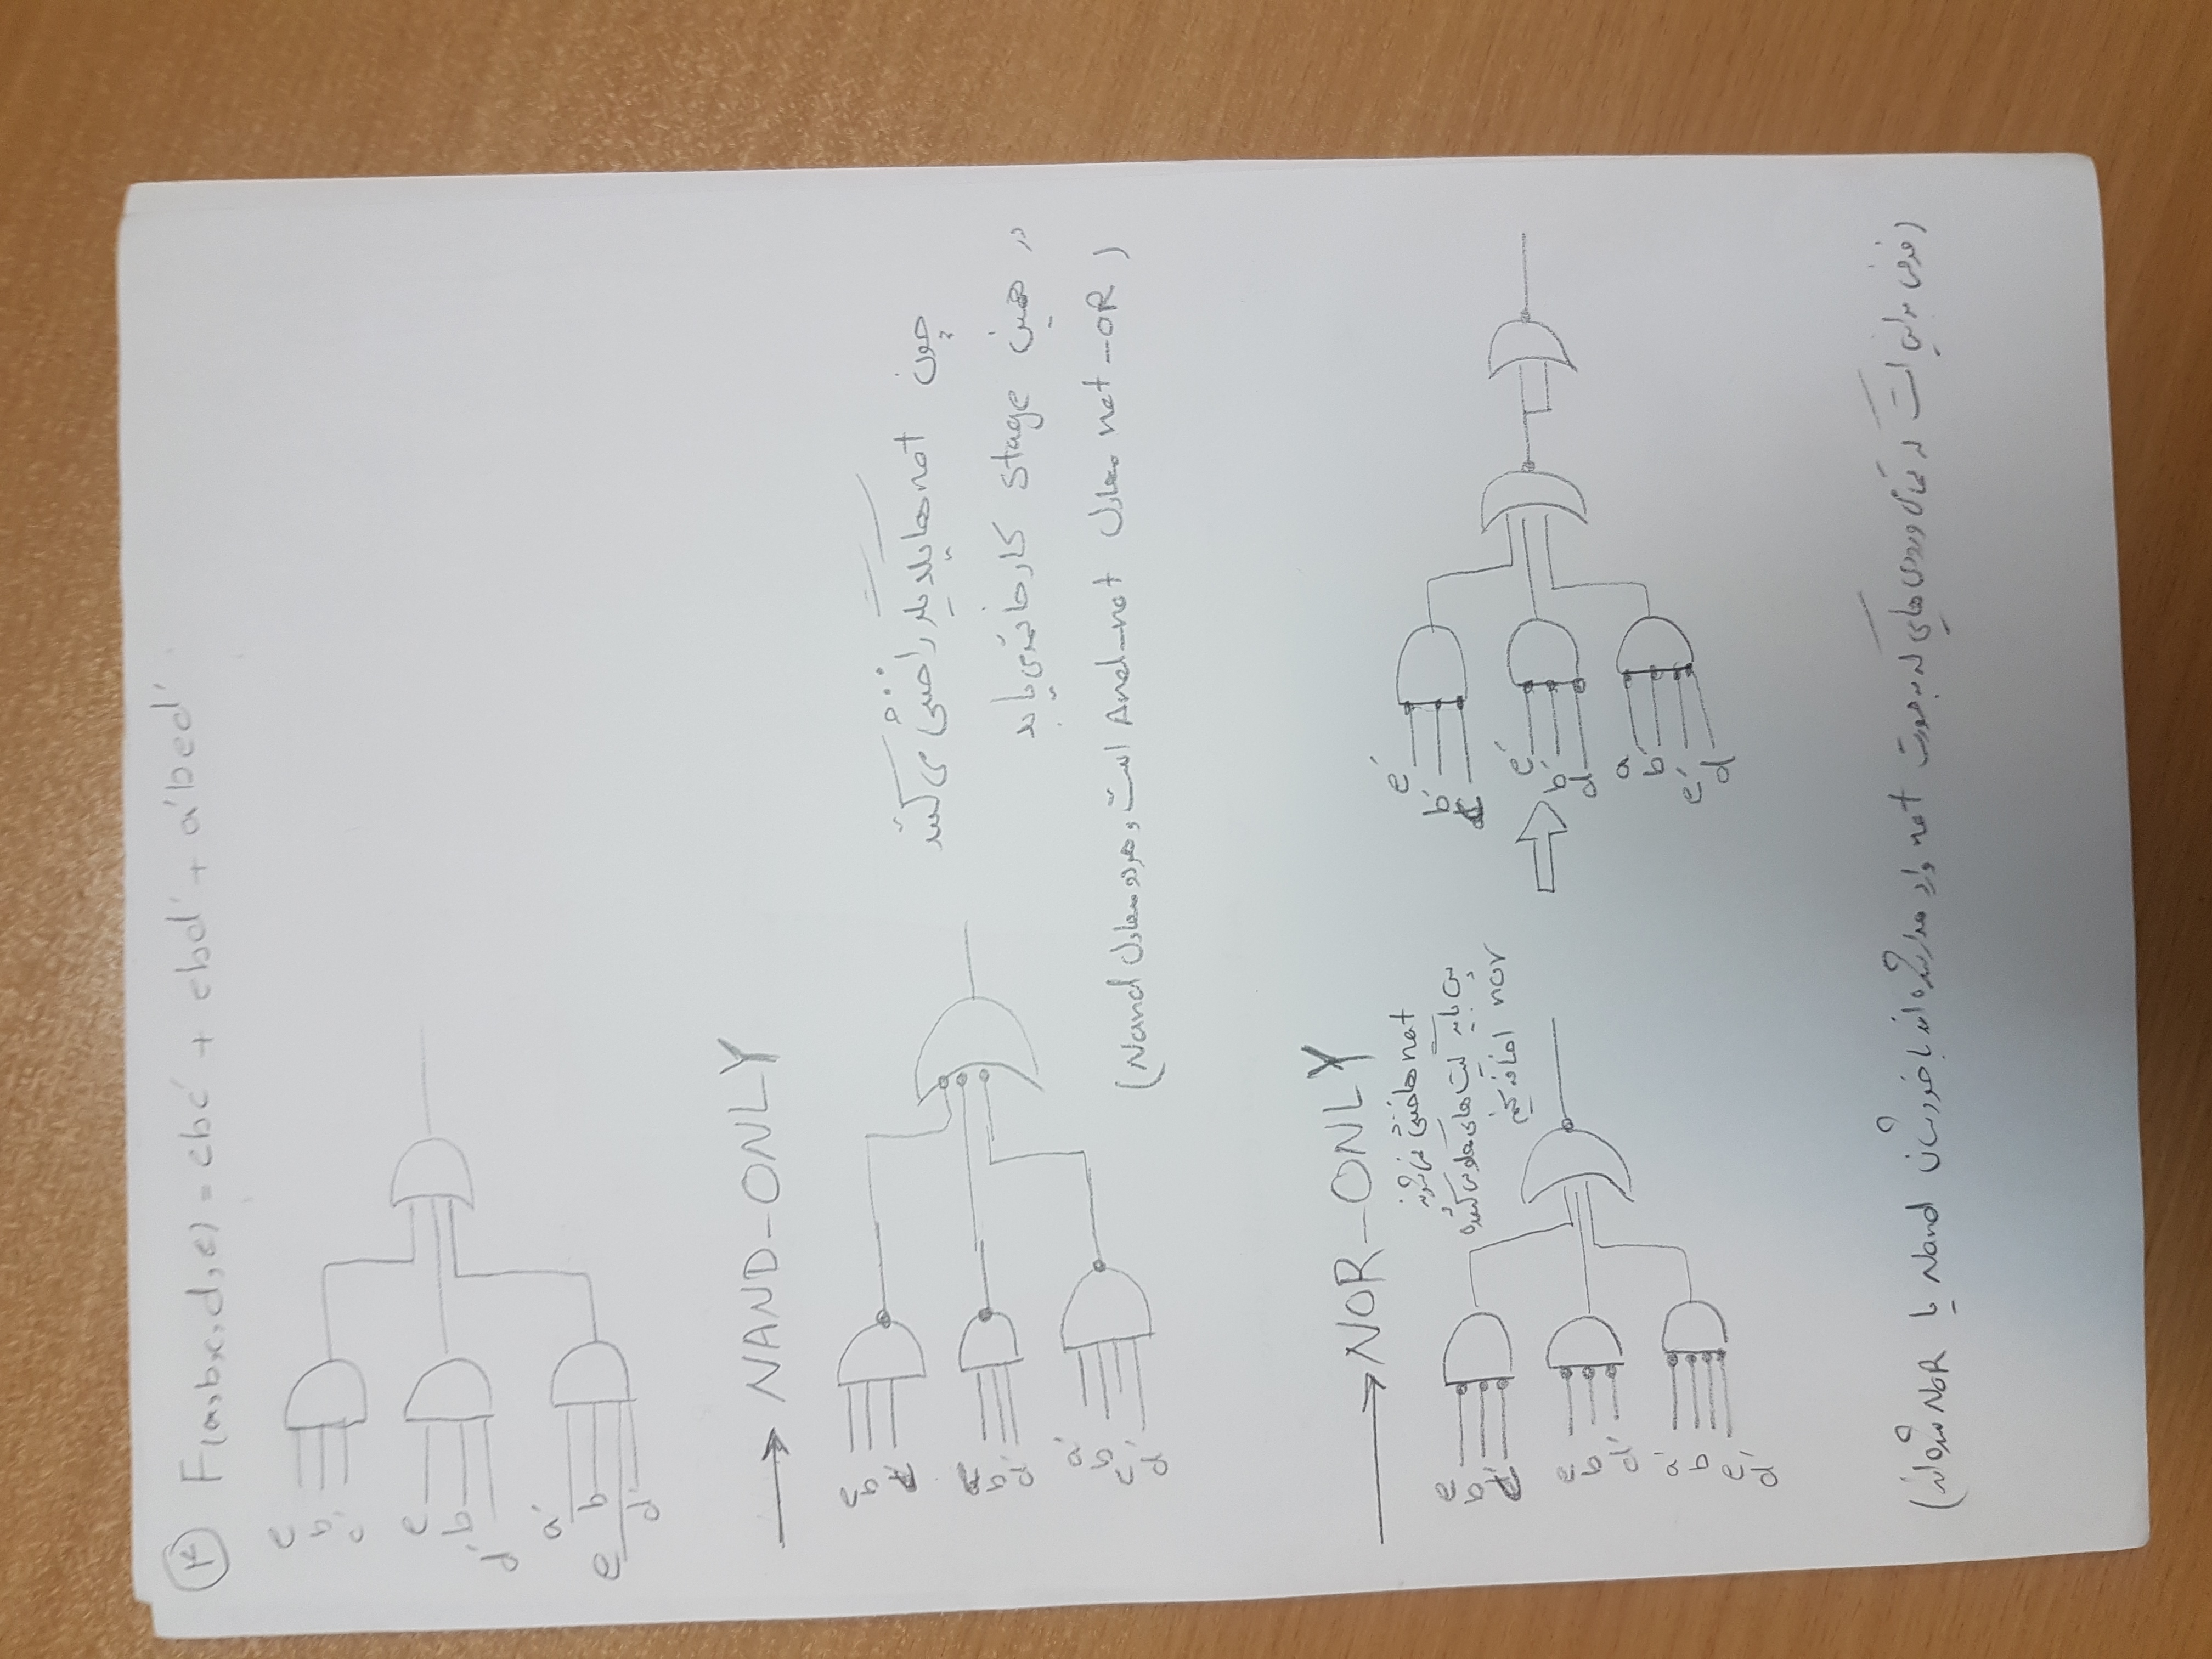 ۴ F(a,b,c,d,e) = ebc' + ebd' + a'bed'
e
b
c'
e
b
d'
a'
b
e
d'
→ NAND-ONLY
e
b
b
d'
a'
b
e
d'
چون not ها یکدیگر را خنثی می‌کنند
در همین stage کار خاتمه می‌یابد
(not-OR معادل And-not است و هر دو معادل Nand)
→ NOR-ONLY
not ها خنثی نمی‌شوند
پس باید گیت های معکوس کننده
nor اضافه کنیم
e
b
c'
e
b
d'
a'
b
e
d'
e'
b'
c
e'
b'
d
a
b'
e'
d
(فرض بر این است که تمامی ورودی هایی که به صورت not وارد مدار شده اند با خودشان Nand یا NOR شده اند)